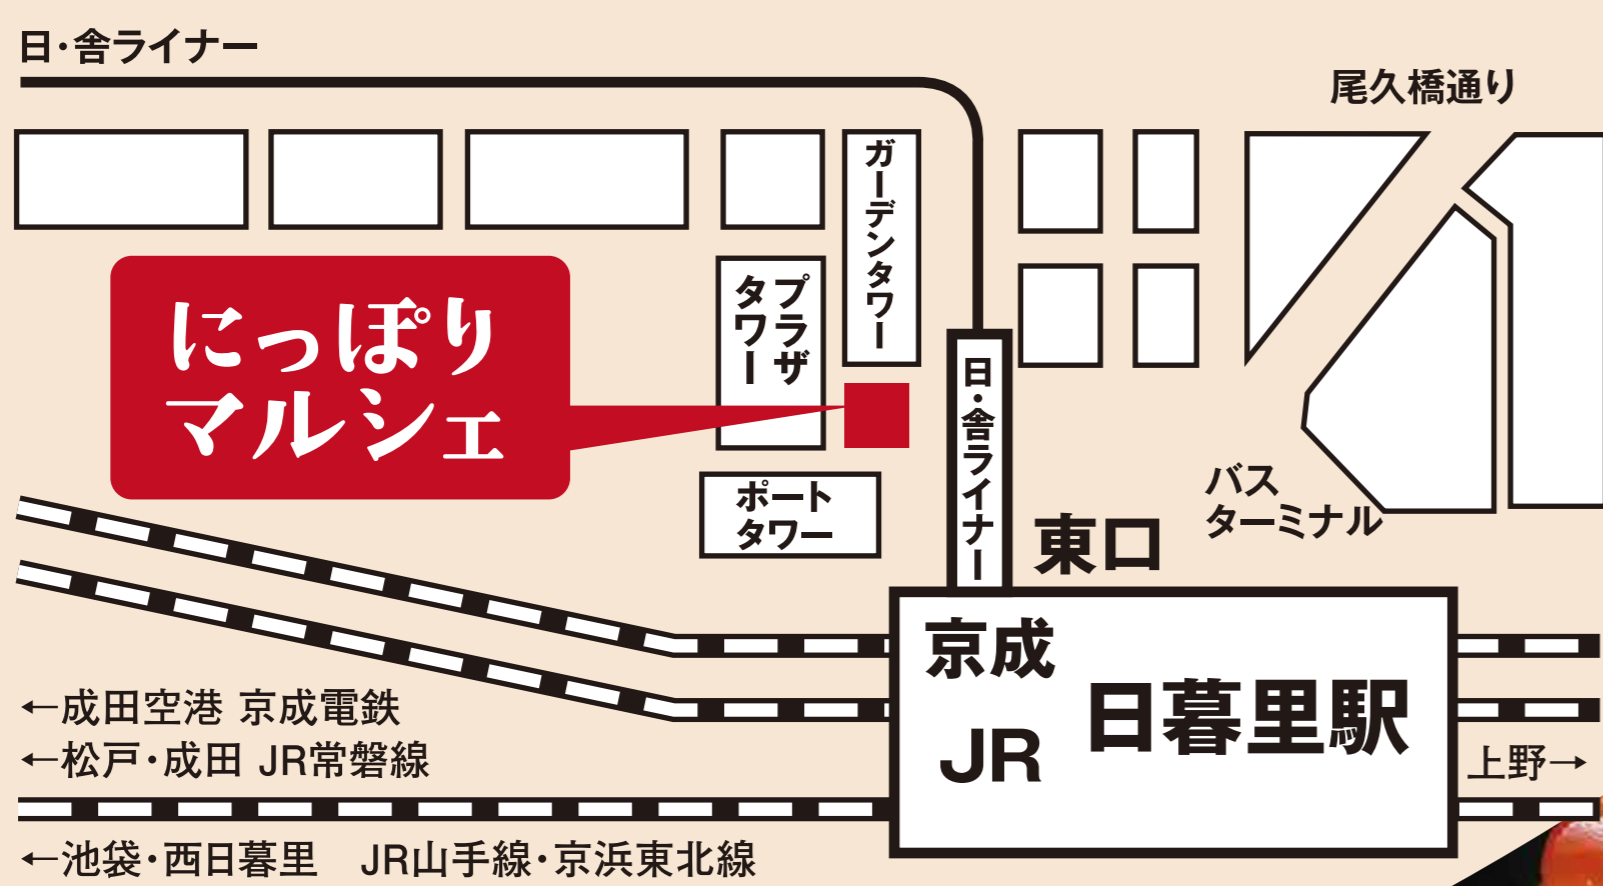 日・舎ライナー
尾久橋通り
ガーデンタワー
プラザ
タワー
にっぽり
マルシェ
日・舎ライナー
ポート
タワー
バス
ターミナル
東口
京成
JR
日暮里駅
←成田空港 京成電鉄
←松戸・成田 JR常磐線
上野→
←池袋・西日暮里 JR山手線・京浜東北線